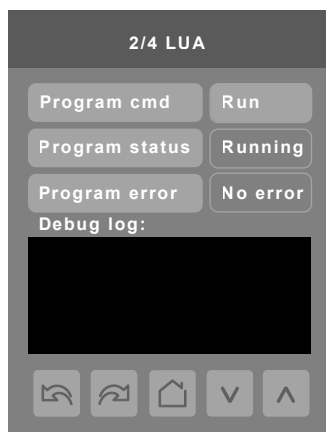 2/4 LUA
Program cmd Run
Program status Running
Program error No error
Debug log: